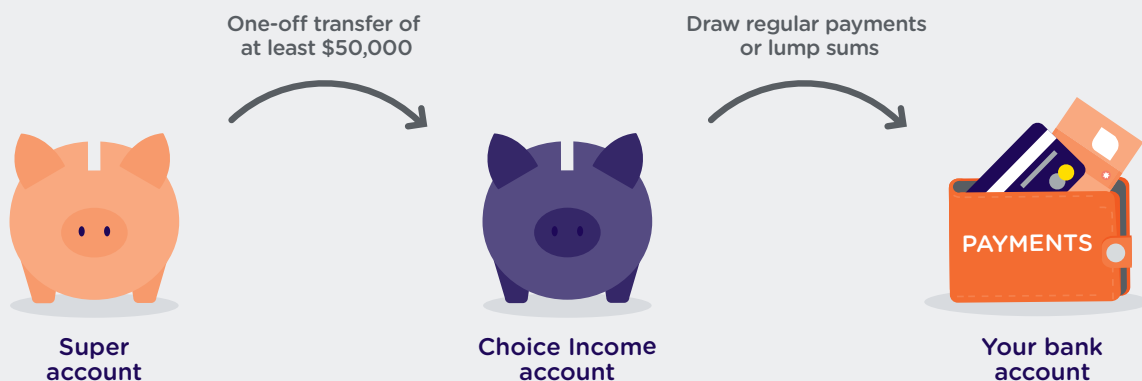 One-off transfer of
at least $50,000
Draw regular payments
or lump sums
PAYMENTS
Super
account
Choice Income
account
Your bank
account